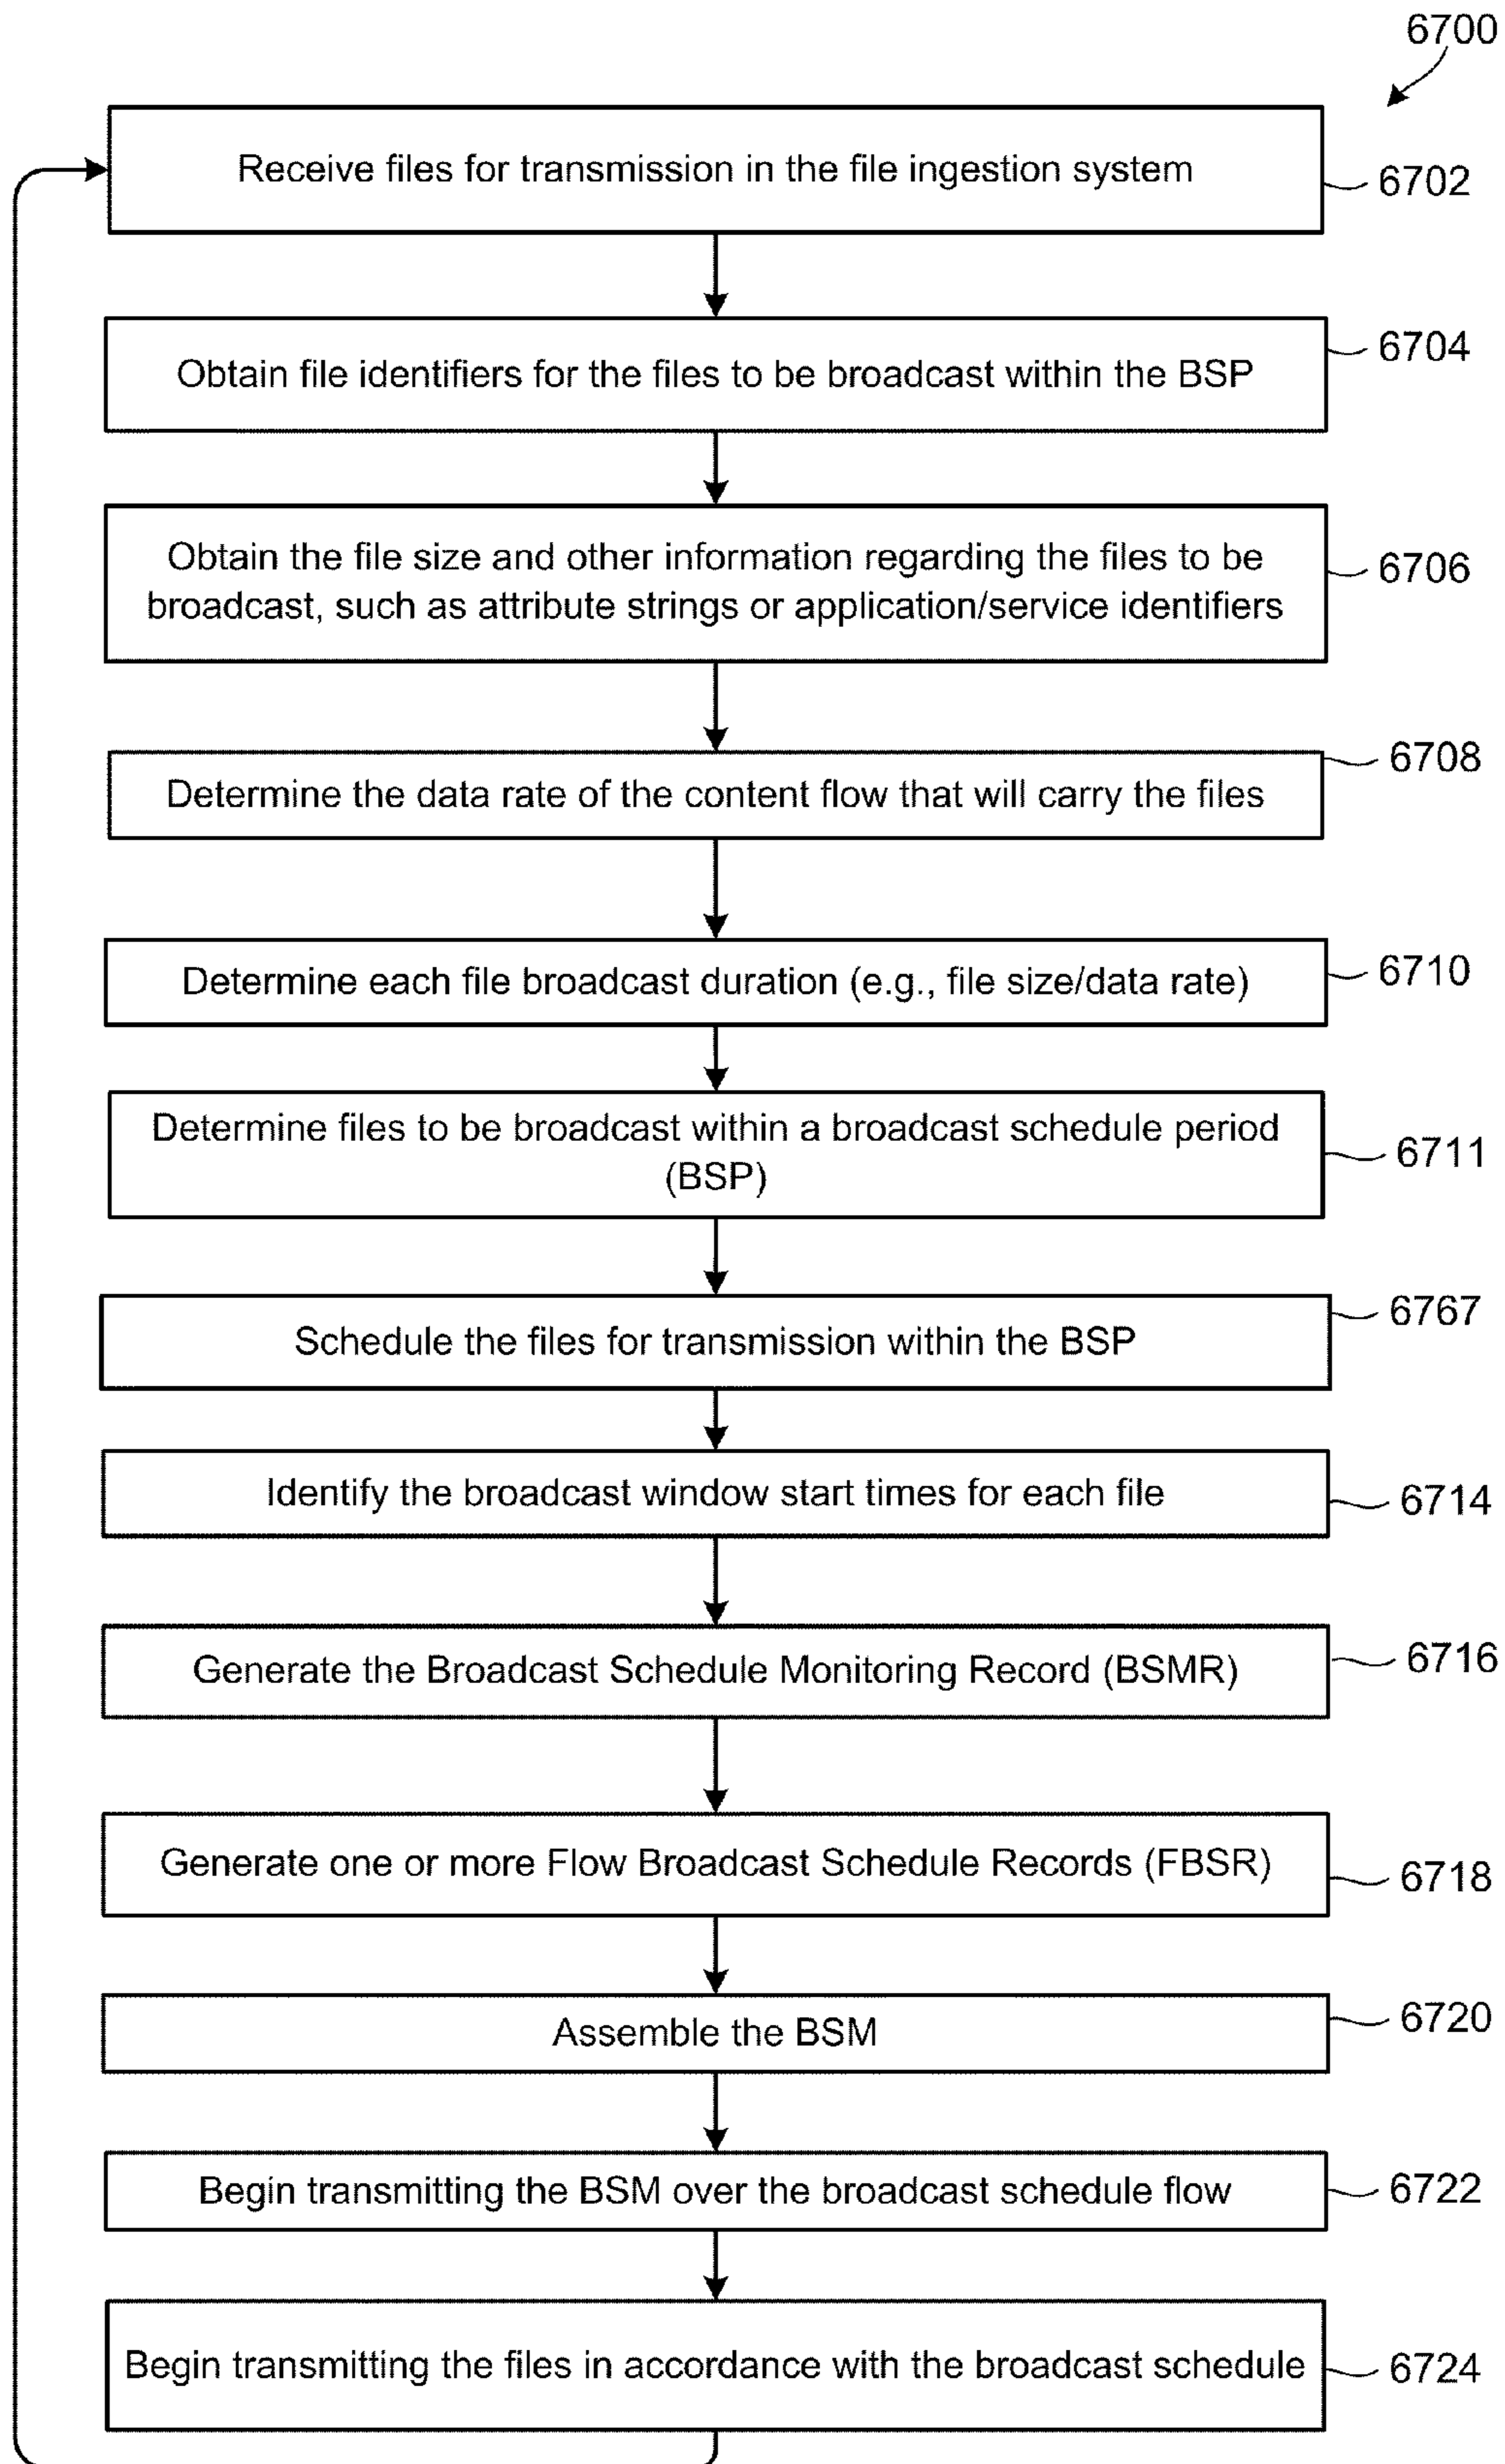 6700
Receive files for transmission in the file ingestion system
6702
Obtain file identifiers for the files to be broadcast within the BSP
6704
Obtain the file size and other information regarding the files to be
broadcast, such as attribute strings or application/service identifiers
6706
Determine the data rate of the content flow that will carry the files
6708
Determine each file broadcast duration (e.g., file size/data rate)
6710
Determine files to be broadcast within a broadcast schedule period
(BSP)
6711
Schedule the files for transmission within the BSP
6767
Identify the broadcast window start times for each file
6714
Generate the Broadcast Schedule Monitoring Record (BSMR)
6716
Generate one or more Flow Broadcast Schedule Records (FBSR)
6718
Assemble the BSM
6720
Begin transmitting the BSM over the broadcast schedule flow
6722
Begin transmitting the files in accordance with the broadcast schedule
6724